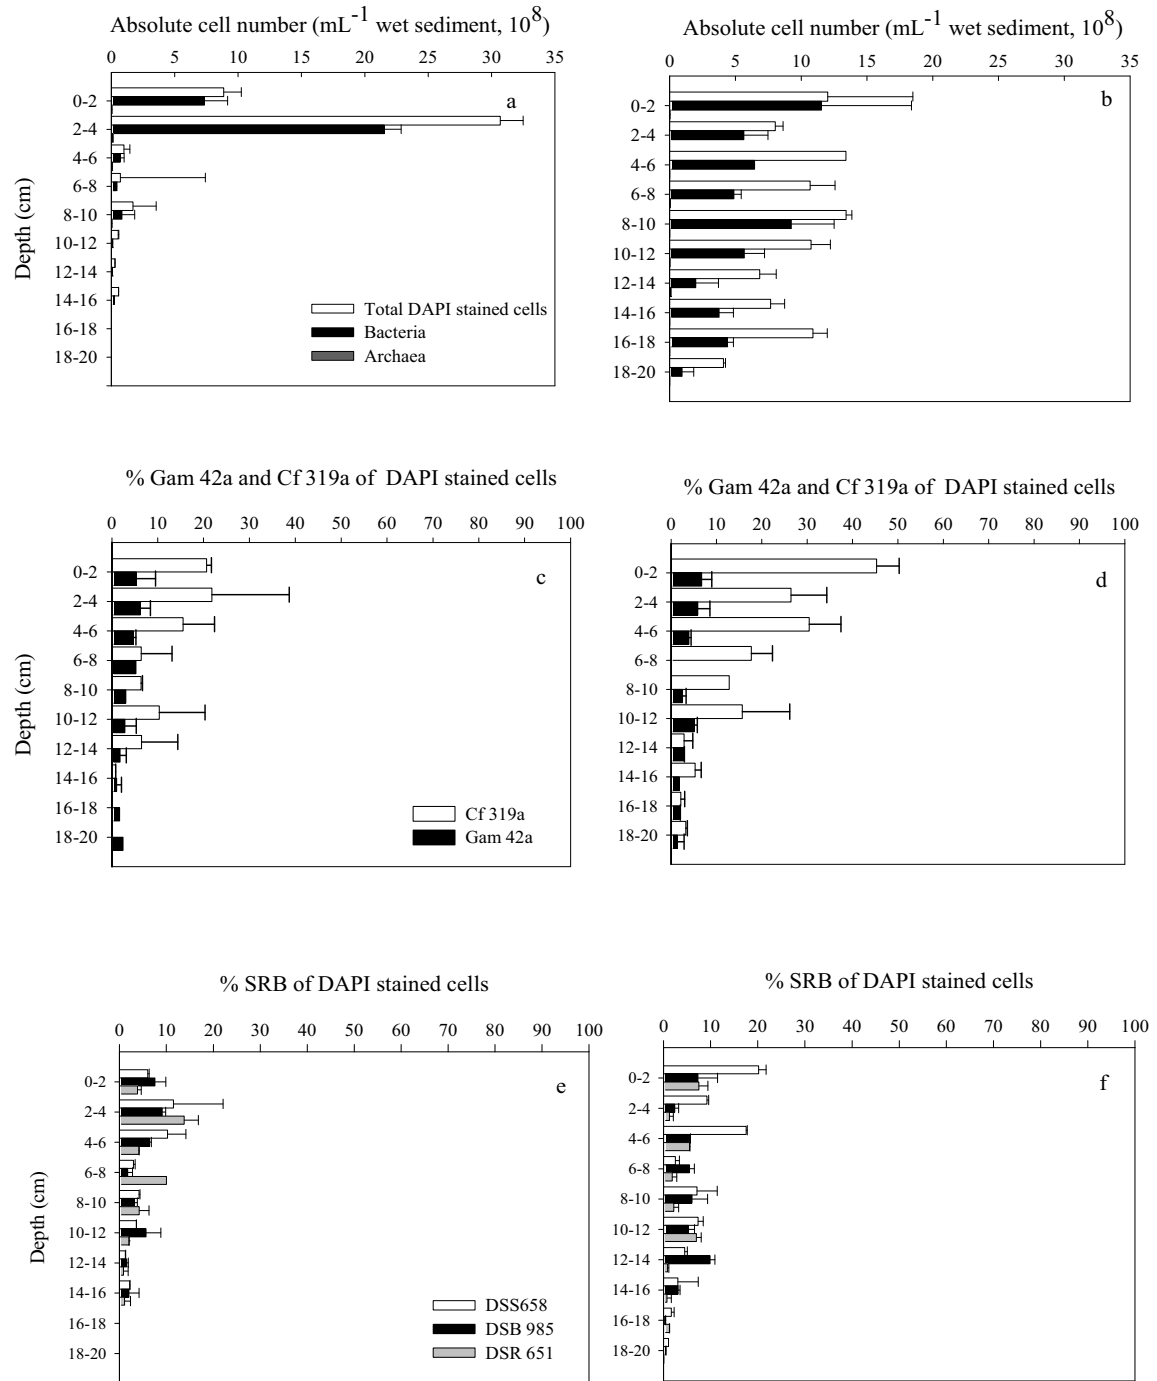 Absolute cell number (mL-1 wet sediment, 10^8)
0 5 10 15 20 25 30 35
a
0-2
2-4
4-6
6-8
8-10
10-12
12-14
14-16
16-18
18-20
Depth (cm)
Total DAPI stained cells
Bacteria
Archaea
Absolute cell number (mL-1 wet sediment, 10^8)
0 5 10 15 20 25 30 35
b
0-2
2-4
4-6
6-8
8-10
10-12
12-14
14-16
16-18
18-20
% Gam 42a and Cf 319a of DAPI stained cells
0 10 20 30 40 50 60 70 80 90 100
c
0-2
2-4
4-6
6-8
8-10
10-12
12-14
14-16
16-18
18-20
Depth (cm)
Cf 319a
Gam 42a
% Gam 42a and Cf 319a of DAPI stained cells
0 10 20 30 40 50 60 70 80 90 100
d
0-2
2-4
4-6
6-8
8-10
10-12
12-14
14-16
16-18
18-20
% SRB of DAPI stained cells
0 10 20 30 40 50 60 70 80 90 100
e
0-2
2-4
4-6
6-8
8-10
10-12
12-14
14-16
16-18
18-20
Depth (cm)
DSS658
DSB 985
DSR 651
% SRB of DAPI stained cells
0 10 20 30 40 50 60 70 80 90 100
f
0-2
2-4
4-6
6-8
8-10
10-12
12-14
14-16
16-18
18-20